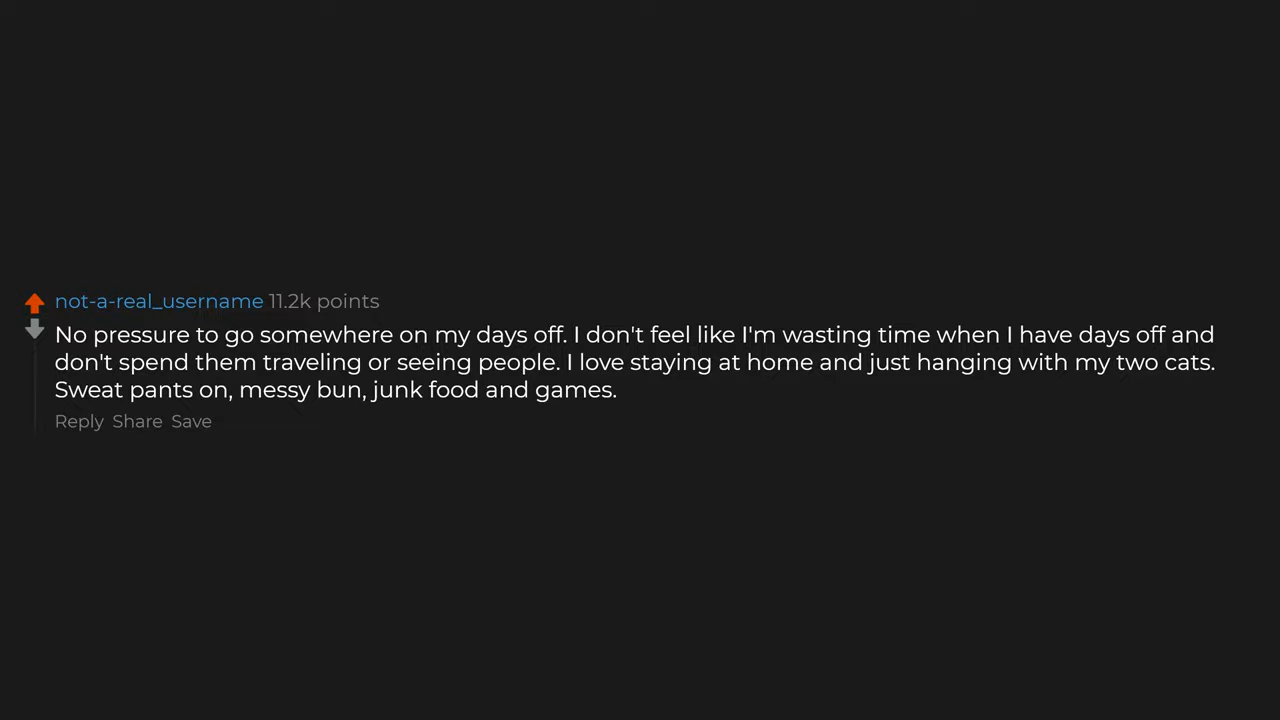 not-a-real_username 11.2k points
No pressure to go somewhere on my days off. I don't feel like I'm wasting time when I have days off and
don't spend them traveling or seeing people. I love staying at home and just hanging with my two cats.
Sweat pants on, messy bun, junk food and games.
Reply Share Save